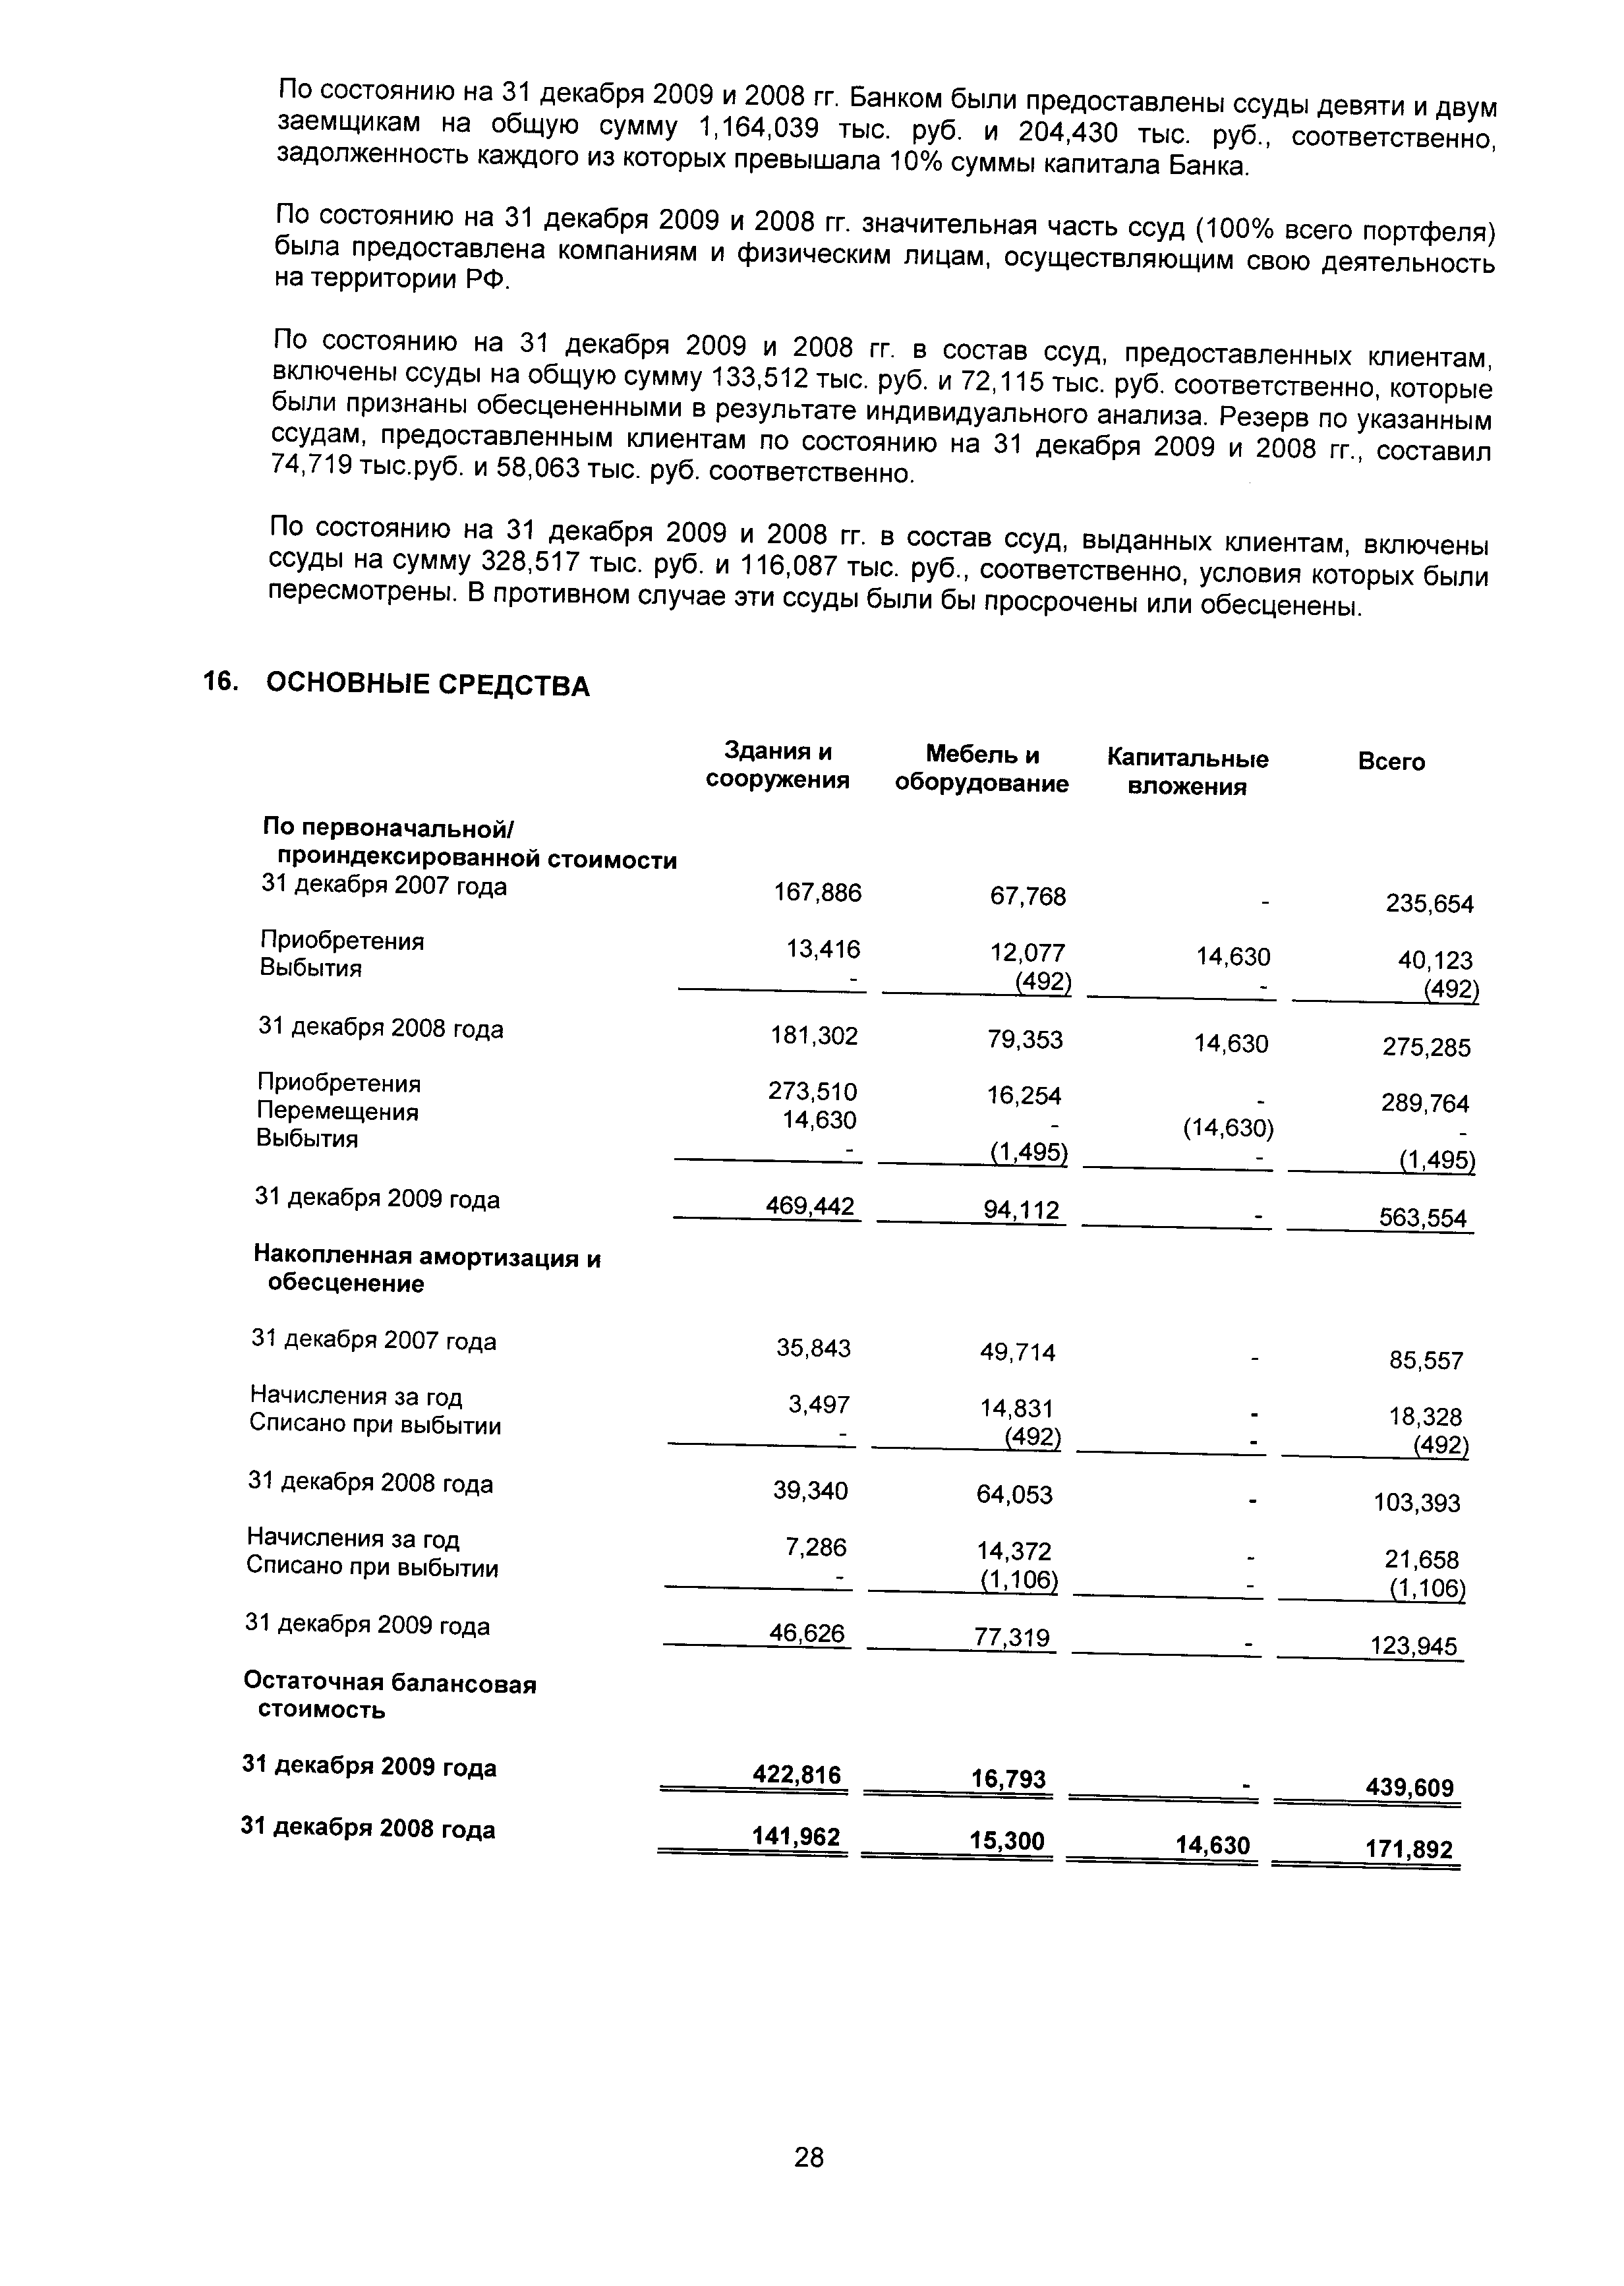 По состоянию на 31 декабря 2009 и 2008 гг. Банком были предоставлены ссуды девяти и двум
заемщикам на общую сумму 1,164,039 тыс. руб. и 204,430 тыс. руб., соответственно,
задолженность каждого из которых превышала 10% суммы капитала Банка.
По состоянию на 31 декабря 2009 и 2008 гг. значительная часть ссуд (100% всего портфеля)
была предоставлена компаниям и физическим лицам, осуществляющим свою деятельность
на территории РФ.
По состоянию на 31 декабря 2009 и 2008 гг. в состав ссуд, предоставленных клиентам,
включены ссуды на общую сумму 133,512 тыс. руб. и 72,115 тыс. руб. соответственно, которые
были признаны обесцененными в результате индивидуального анализа. Резерв по указанным
ссудам, предоставленным клиентам по состоянию на 31 декабря 2009 и 2008 гг., составил
74,719 тыс.руб. и 58,063 тыс. руб. соответственно.
По состоянию на 31 декабря 2009 и 2008 гг. в состав ссуд, выданных клиентам, включены
ссуды на сумму 328,517 тыс. руб. и 116,087 тыс. руб., соответственно, условия которых были
пересмотрены. В противном случае эти ссуды были бы просрочены или обесценены.
16. ОСНОВНЫЕ СРЕДСТВА
Здания и Мебель и Капитальные Всего
сооружения оборудование вложения
По первоначальной/
проиндексированной стоимости
31 декабря 2007 года 167,886 67,768 - 235,654
Приобретения 13,416 12,077 14,630 40,123
Выбытия - (492) - (492)
31 декабря 2008 года 181,302 79,353 14,630 275,285
Приобретения 273,510 16,254 - 289,764
Перемещения 14,630 - (14,630) -
Выбытия - (1,495) - (1,495)
31 декабря 2009 года 469,442 94,112 - 563,554
Накопленная амортизация и
обесценение
31 декабря 2007 года 35,843 49,714 - 85,557
Начисления за год 3,497 14,831 - 18,328
Списано при выбытии - (492) - (492)
31 декабря 2008 года 39,340 64,053 - 103,393
Начисления за год 7,286 14,372 - 21,658
Списано при выбытии - (1,106) - (1,106)
31 декабря 2009 года 46,626 77,319 - 123,945
Остаточная балансовая
стоимость
31 декабря 2009 года 422,816 16,793 - 439,609
31 декабря 2008 года 141,962 15,300 14,630 171,892
28